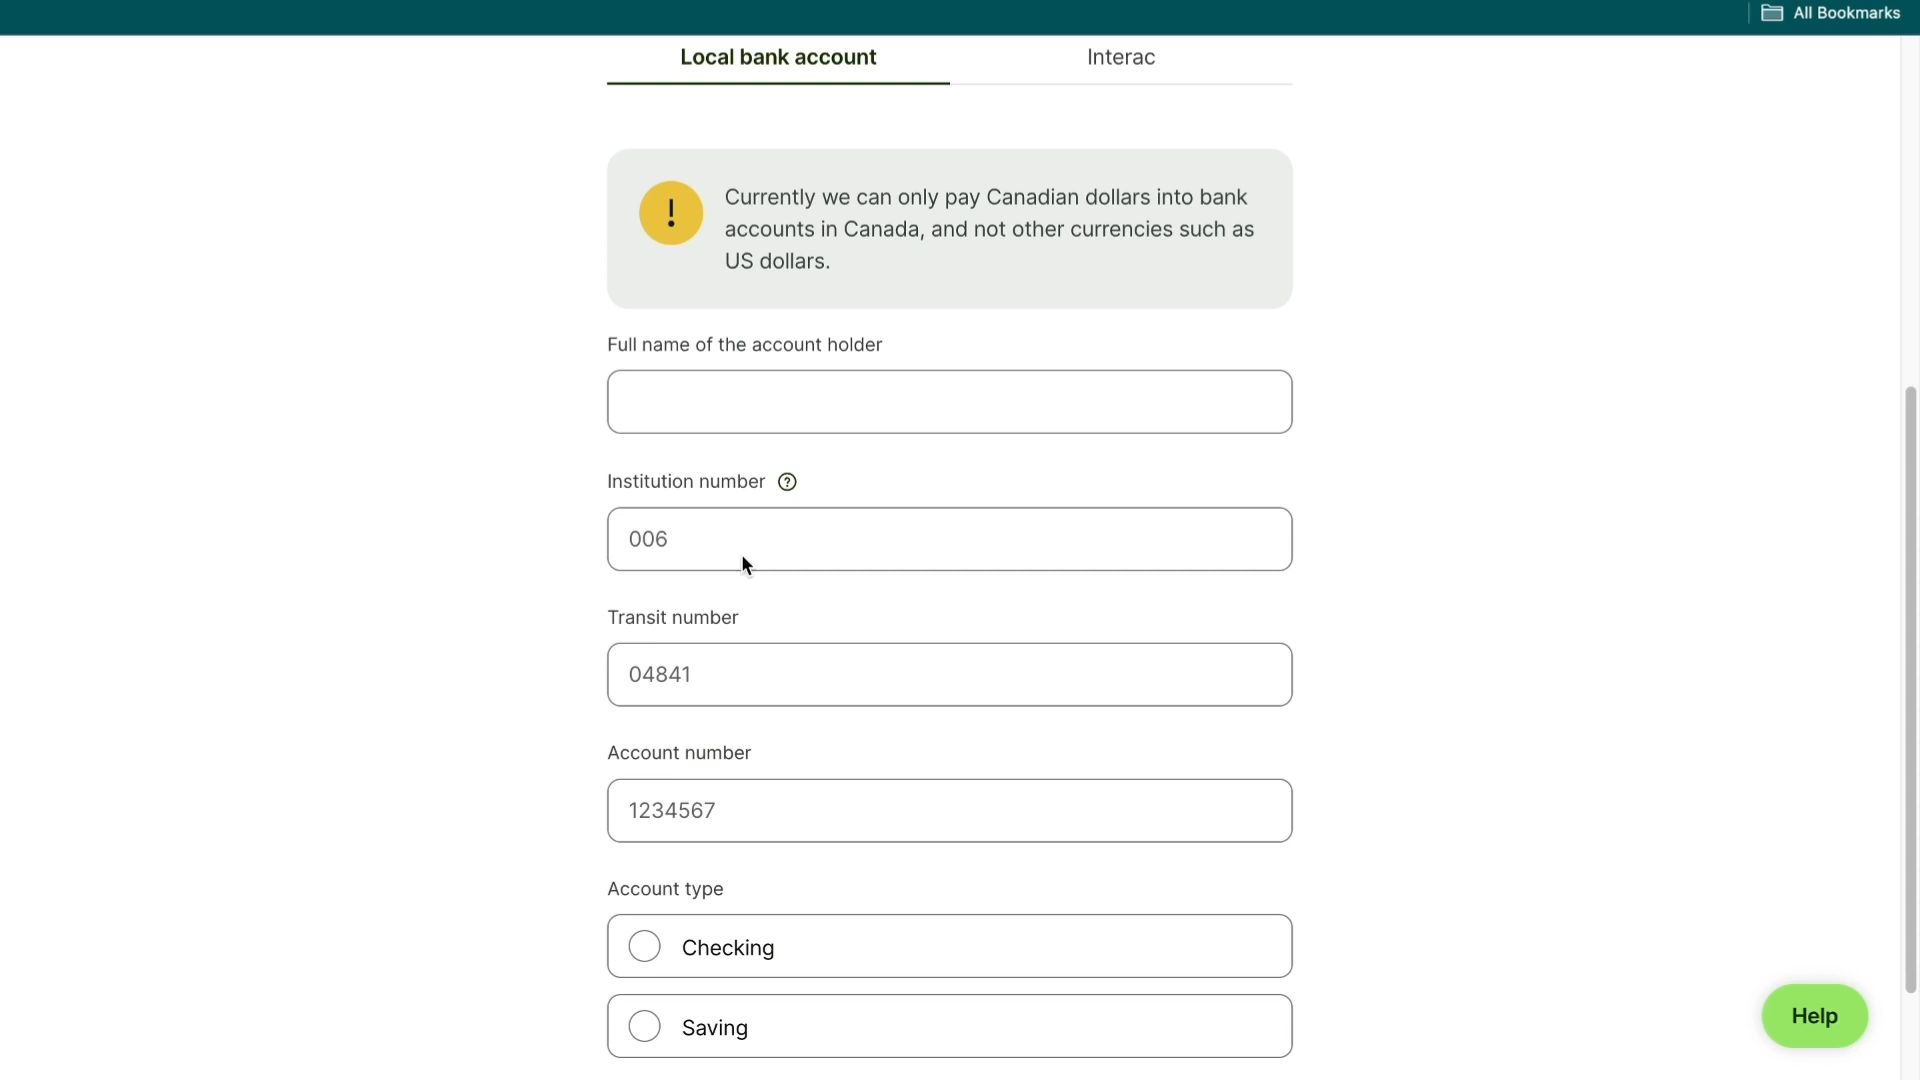 All Bookmarks
Local bank account
Interac
!
Currently we can only pay Canadian dollars into bank
accounts in Canada, and not other currencies such as
US dollars.
Full name of the account holder
Institution number ?
006
Transit number
04841
Account number
1234567
Account type
Checking
Saving
Help